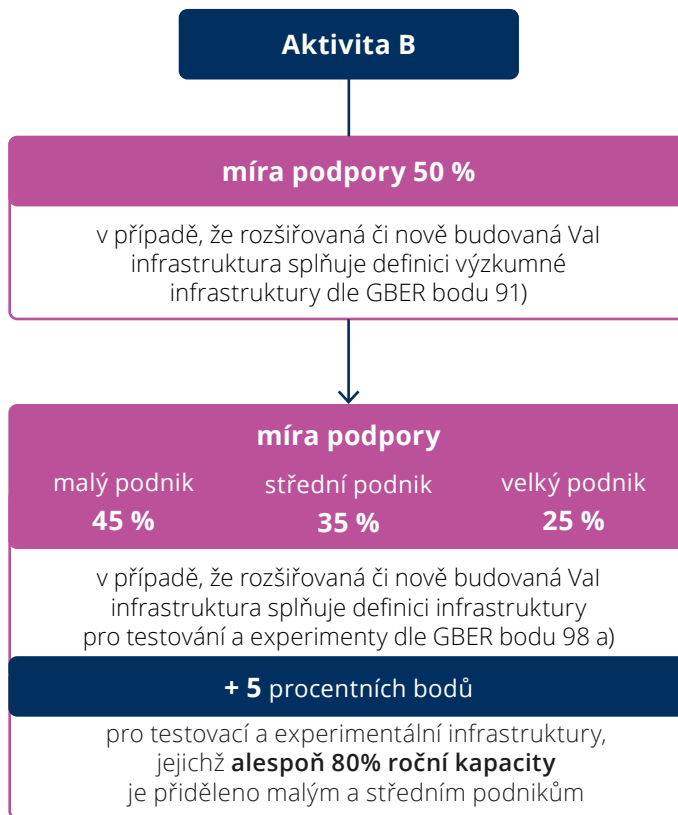 Aktivita B
míra podpory 50 %
v případě, že rozšiřovaná či nově budovaná VaI
infrastruktura splňuje definici výzkumné
infrastruktury dle GBER bodu 91)
míra podpory
malý podnik střední podnik velký podnik
45 % 35 % 25 %
v případě, že rozšiřovaná či nově budovaná VaI
infrastruktura splňuje definici infrastruktury
pro testování a experimenty dle GBER bodu 98 a)
+ 5 procentních bodů
pro testovací a experimentální infrastruktury,
jejichž alespoň 80% roční kapacity
je přiděleno malým a středním podnikům